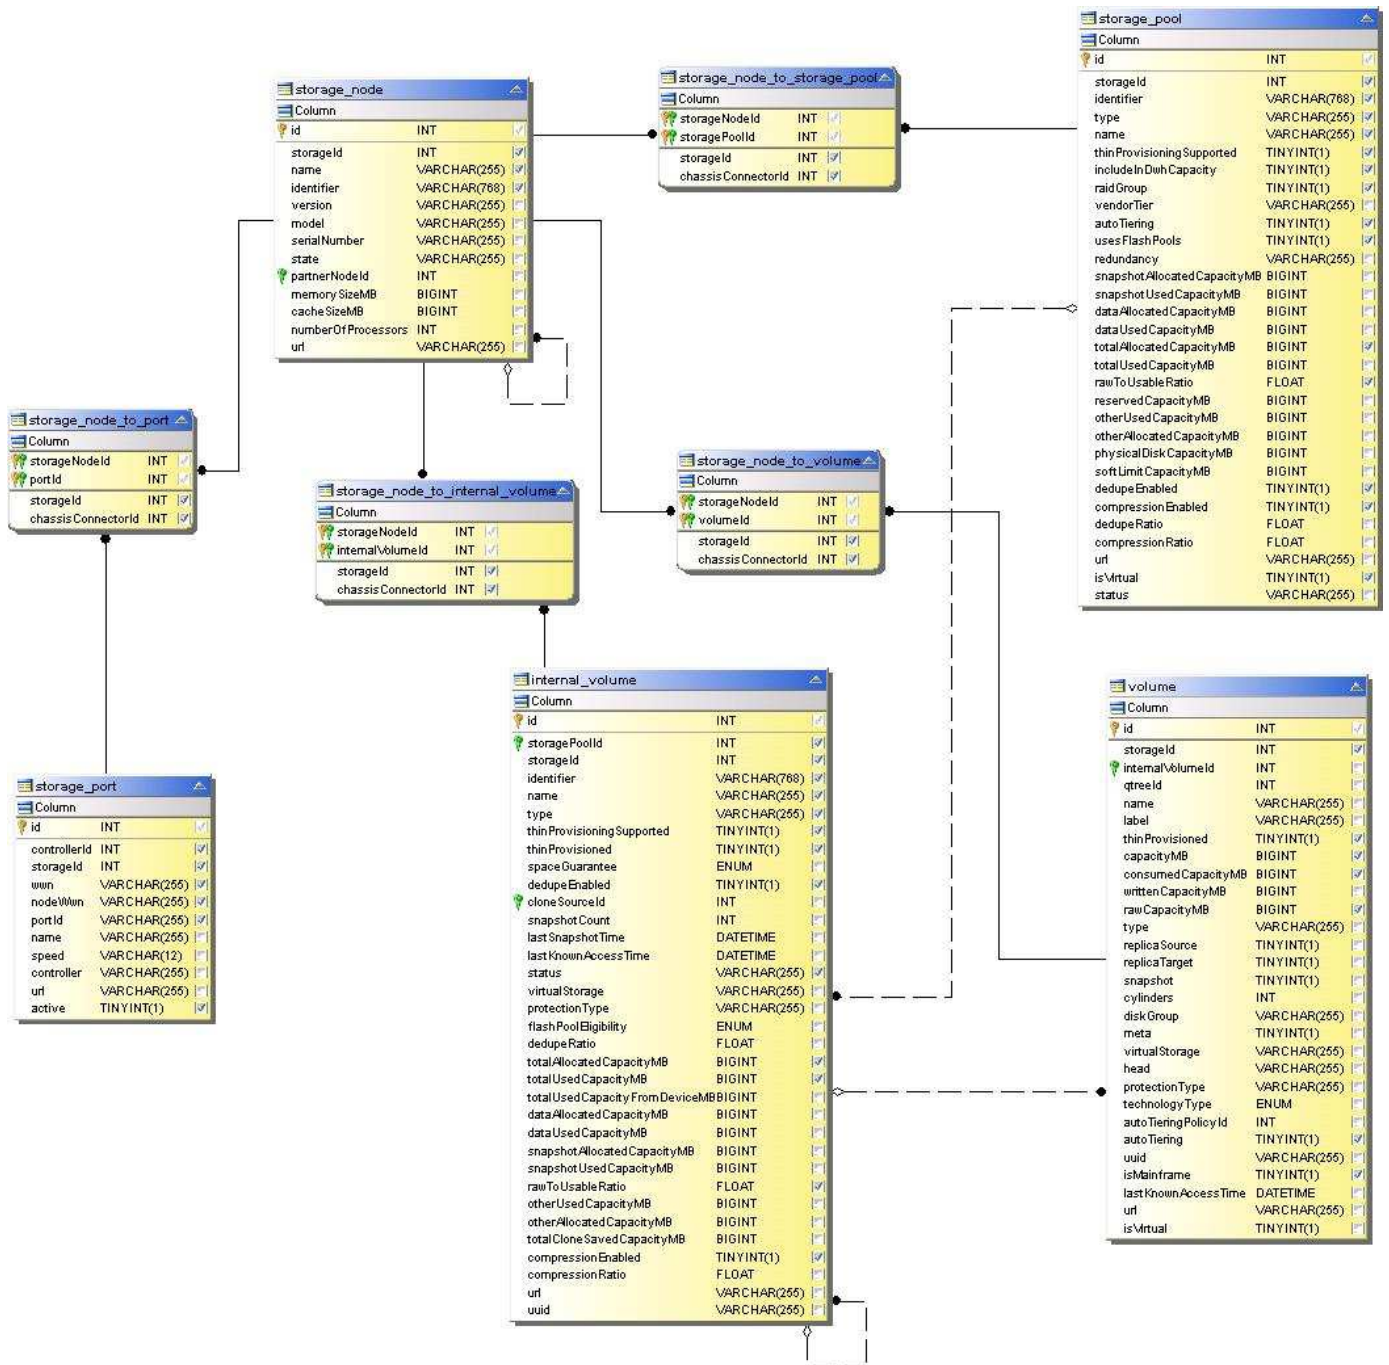 storage_pool
Column
id INT
storageId INT
identifier VARCHAR(768)
type VARCHAR(255)
name VARCHAR(255)
thinProvisioningSupported TINYINT(1)
includeInDwhCapacity TINYINT(1)
raidGroup TINYINT(1)
vendorTier VARCHAR(255)
autoTiering TINYINT(1)
usesFlashPools TINYINT(1)
redundancy VARCHAR(255)
snapshotAllocatedCapacityMB BIGINT
snapshotUsedCapacityMB BIGINT
dataAllocatedCapacityMB BIGINT
dataUsedCapacityMB BIGINT
totalAllocatedCapacityMB BIGINT
totalUsedCapacityMB BIGINT
rawToUsableRatio FLOAT
reservedCapacityMB BIGINT
otherUsedCapacityMB BIGINT
otherAllocatedCapacityMB BIGINT
physicalDiskCapacityMB BIGINT
softLimitCapacityMB BIGINT
dedupeEnabled TINYINT(1)
compressionEnabled TINYINT(1)
dedupeRatio FLOAT
compressionRatio FLOAT
url VARCHAR(255)
isVirtual TINYINT(1)
status VARCHAR(255)
storage_node_to_storage_pool
Column
storageNodeId INT
storagePoolId INT
storageId INT
chassisConnectorId INT
storage_node
Column
id INT
storageId INT
name VARCHAR(255)
identifier VARCHAR(768)
version VARCHAR(255)
model VARCHAR(255)
serialNumber VARCHAR(255)
state VARCHAR(255)
partnerNodeId INT
memorySizeMB BIGINT
cacheSizeMB BIGINT
numberOfProcessors INT
url VARCHAR(255)
storage_node_to_port
Column
storageNodeId INT
portId INT
storageId INT
chassisConnectorId INT
storage_node_to_internal_volume
Column
storageNodeId INT
internalVolumeId INT
storageId INT
chassisConnectorId INT
storage_node_to_volume
Column
storageNodeId INT
volumeId INT
storageId INT
chassisConnectorId INT
internal_volume
Column
id INT
storagePoolId INT
storageId INT
identifier VARCHAR(768)
name VARCHAR(255)
type VARCHAR(255)
thinProvisioningSupported TINYINT(1)
thinProvisioned TINYINT(1)
spaceGuarantee ENUM
dedupeEnabled TINYINT(1)
cloneSourceId INT
snapshotCount INT
lastSnapshotTime DATETIME
lastKnownAccessTime DATETIME
status VARCHAR(255)
virtualStorage VARCHAR(255)
protectionType VARCHAR(255)
flashPoolEligibility ENUM
dedupeRatio FLOAT
totalAllocatedCapacityMB BIGINT
totalUsedCapacityMB BIGINT
totalUsedCapacityFromDeviceMB BIGINT
dataAllocatedCapacityMB BIGINT
dataUsedCapacityMB BIGINT
snapshotAllocatedCapacityMB BIGINT
snapshotUsedCapacityMB BIGINT
rawToUsableRatio FLOAT
otherUsedCapacityMB BIGINT
otherAllocatedCapacityMB BIGINT
totalCloneSavedCapacityMB BIGINT
compressionEnabled TINYINT(1)
compressionRatio FLOAT
url VARCHAR(255)
uuid VARCHAR(255)
volume
Column
id INT
storageId INT
internalVolumeId INT
qtreeId INT
name VARCHAR(255)
label VARCHAR(255)
thinProvisioned TINYINT(1)
capacityMB BIGINT
consumedCapacityMB BIGINT
writtenCapacityMB BIGINT
rawCapacityMB BIGINT
type VARCHAR(255)
replicaSource TINYINT(1)
replicaTarget TINYINT(1)
snapshot TINYINT(1)
cylinders INT
diskGroup VARCHAR(255)
meta TINYINT(1)
virtualStorage VARCHAR(255)
head VARCHAR(255)
protectionType VARCHAR(255)
technologyType ENUM
autoTieringPolicyId INT
autoTiering TINYINT(1)
uuid VARCHAR(255)
isMainframe TINYINT(1)
lastKnownAccessTime DATETIME
url VARCHAR(255)
isVirtual TINYINT(1)
storage_port
Column
id INT
controllerId INT
storageId INT
wwn VARCHAR(255)
nodeWwn VARCHAR(255)
portId VARCHAR(255)
name VARCHAR(255)
speed VARCHAR(12)
controller VARCHAR(255)
url VARCHAR(255)
active TINYINT(1)